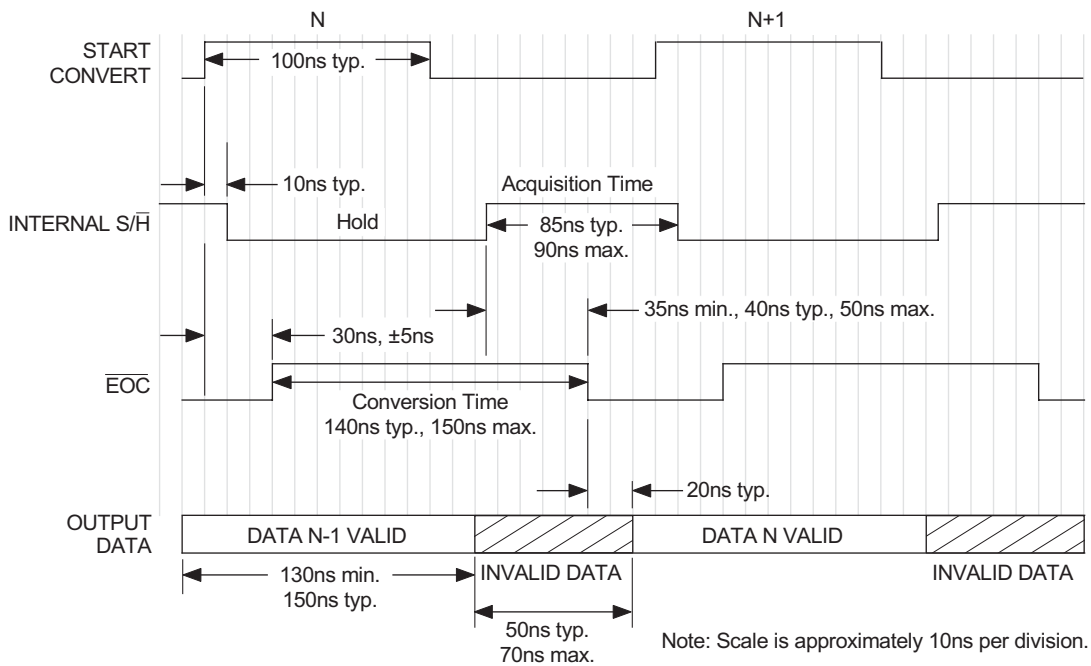 N
N+1
START
CONVERT
100ns typ.
10ns typ.
Acquisition Time
INTERNAL S/H̅
Hold
85ns typ.
90ns max.
35ns min., 40ns typ., 50ns max.
30ns, ±5ns
E̅O̅C̅
Conversion Time
140ns typ., 150ns max.
20ns typ.
OUTPUT
DATA
DATA N-1 VALID
DATA N VALID
130ns min.
150ns typ.
INVALID DATA
INVALID DATA
50ns typ.
70ns max.
Note: Scale is approximately 10ns per division.